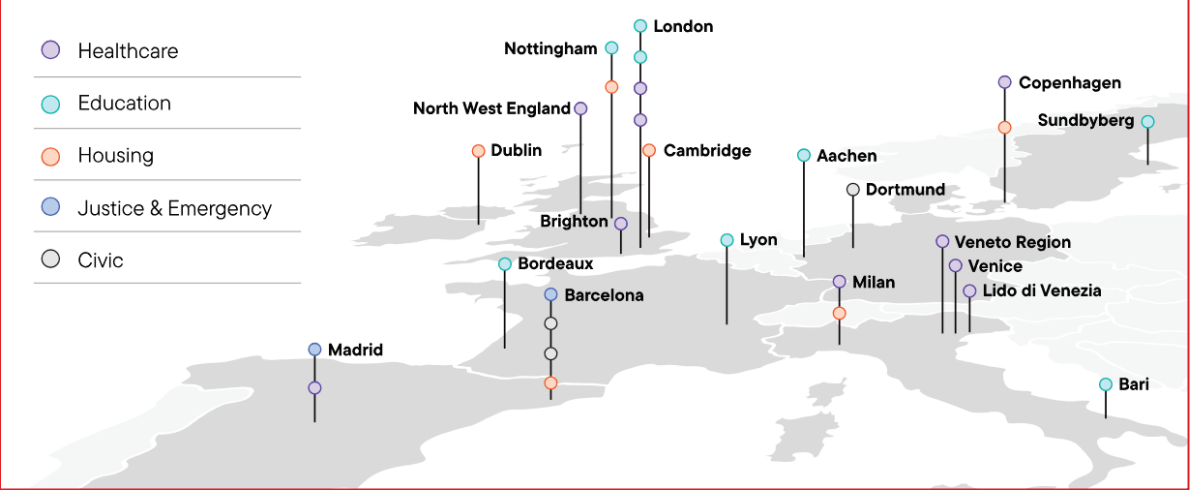 Healthcare
Education
Housing
Justice & Emergency
Civic
London
Nottingham
North West England
Dublin
Cambridge
Brighton
Bordeaux
Barcelona
Madrid
Copenhagen
Sundbyberg
Aachen
Dortmund
Lyon
Veneto Region
Venice
Milan
Lido di Venezia
Bari